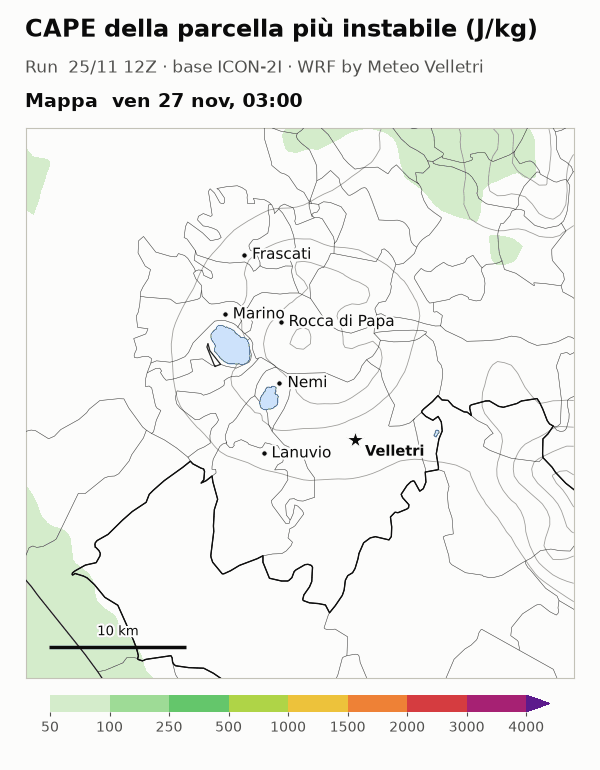 CAPE della parcella più instabile (J/kg)
Run  25/11 12Z · base ICON-2I · WRF by Meteo Velletri
Mappa  ven 27 nov, 03:00
Frascati
Marino
Rocca di Papa
Nemi
Velletri
Lanuvio
10 km
50 100 250 500 1000 1500 2000 3000 4000